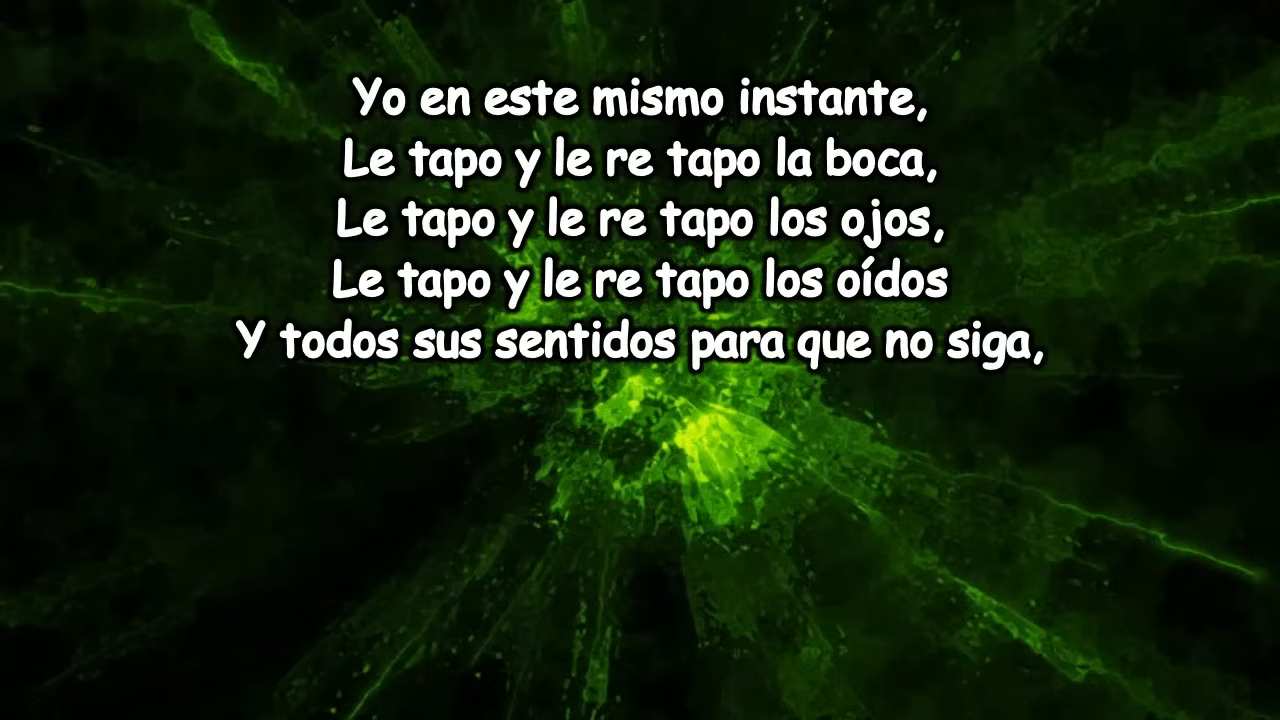 Yo en este mismo instante,
Le tapo y le re tapo la boca,
Le tapo y le re tapo los ojos,
Le tapo y le re tapo los oídos
Y todos sus sentidos para que no siga,